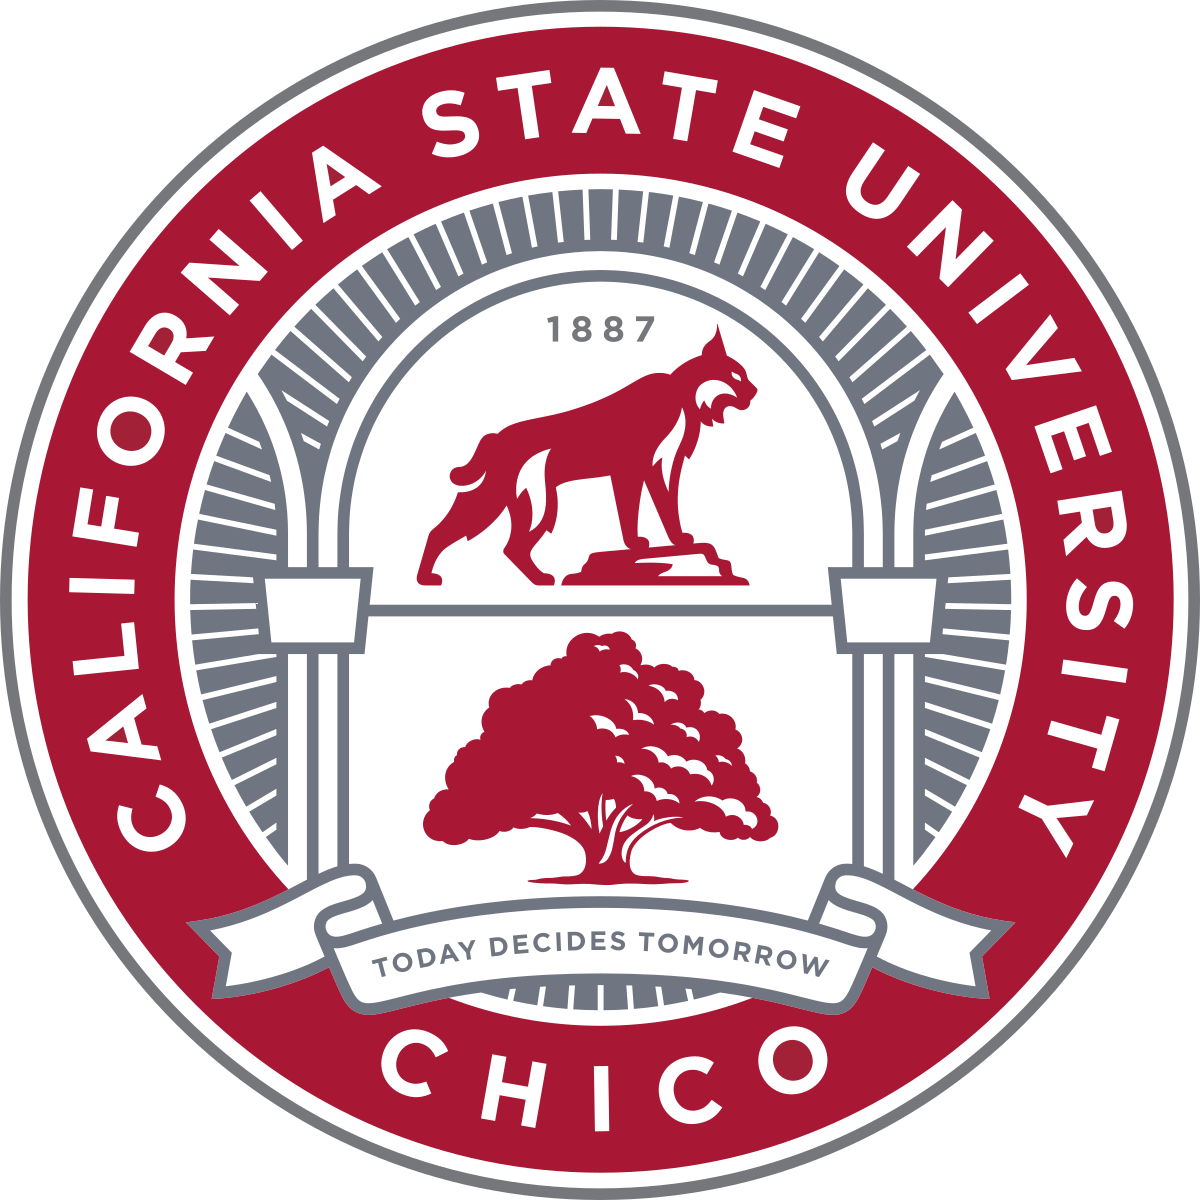 CALIFORNIA STATE UNIVERSITY
1887
TODAY DECIDES TOMORROW
CHICO